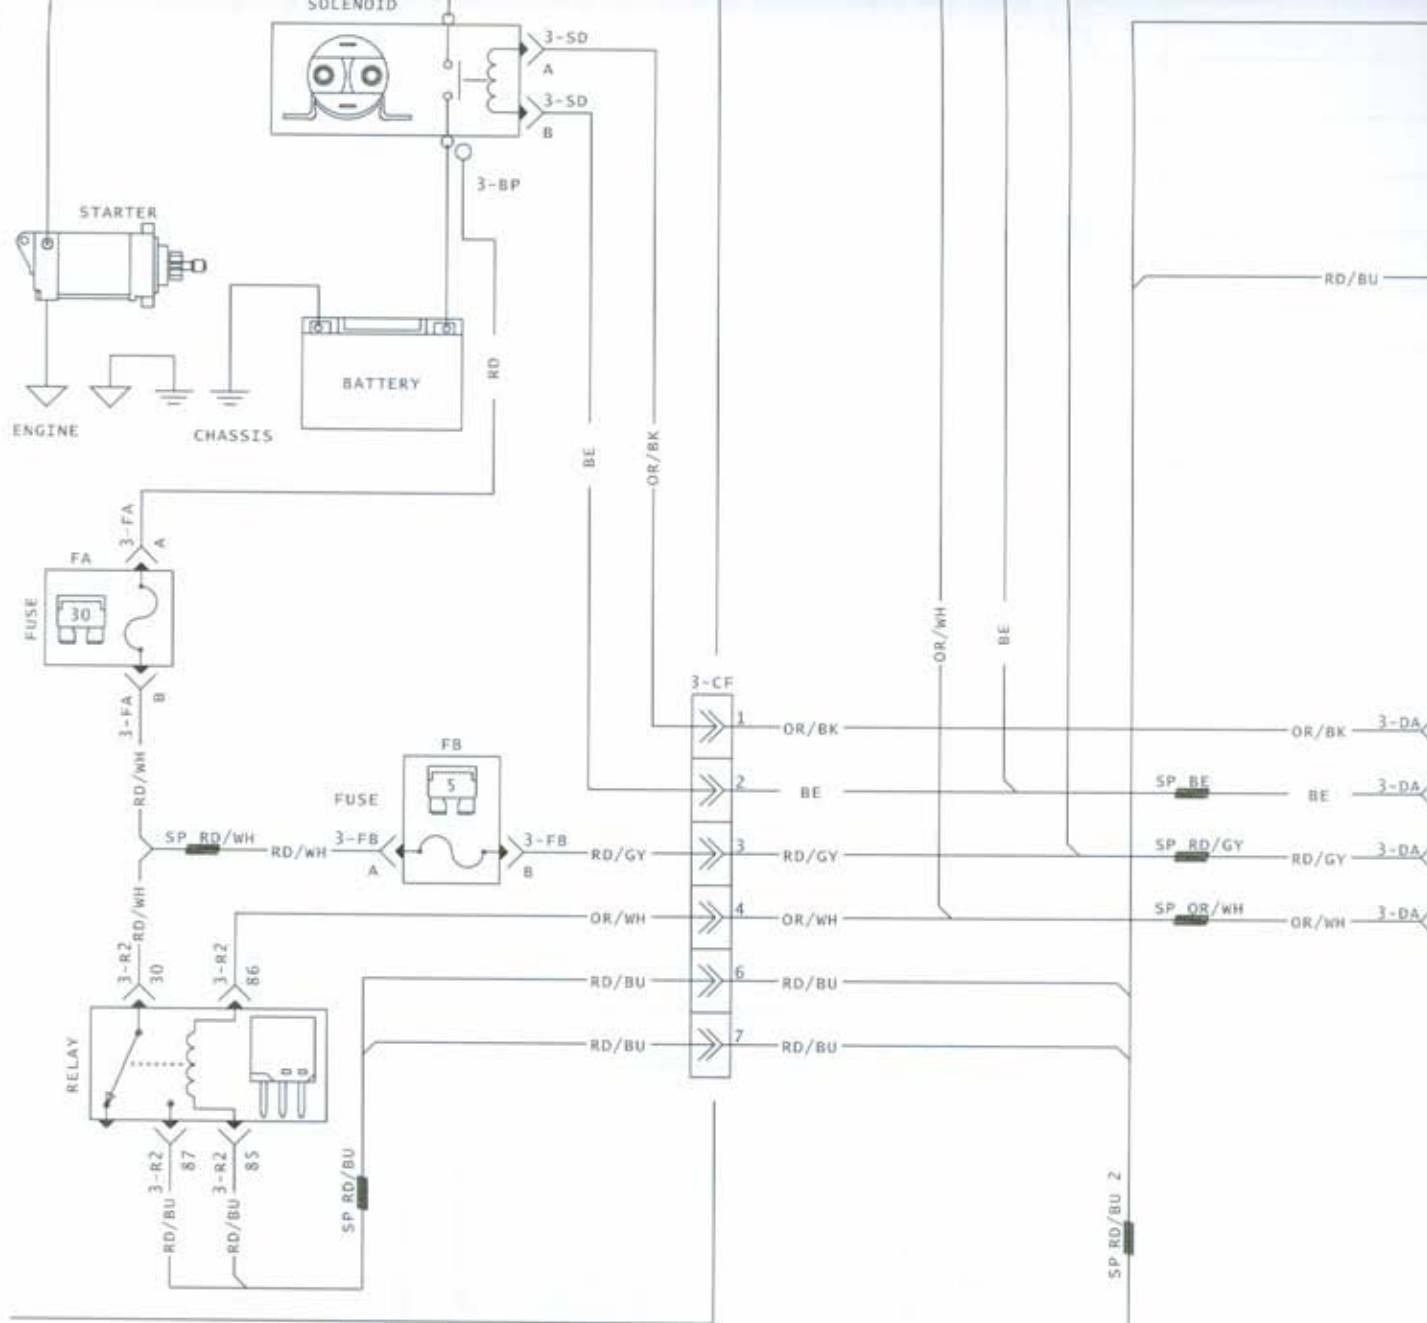 SOLENOID
3-SD
A
3-SD
B
3-BP
STARTER
RD/BU
RD
BATTERY
ENGINE
CHASSIS
BE
OR/BK
3-FA
A
FA
FUSE
30
3-FA
B
OR/WH
BE
3-CF
1
OR/BK
OR/BK
3-DA
FB
5
FUSE
RD/WH
2
BE
SP BE
BE
3-DA
SP RD/WH
RD/WH
3-FB
A
3-FB
B
RD/GY
3
RD/GY
SP RD/GY
RD/GY
3-DA
RD/WH
OR/WH
4
OR/WH
SP OR/WH
OR/WH
3-DA
3-R2
30
3-R2
86
RD/BU
6
RD/BU
RELAY
RD/BU
7
RD/BU
3-R2
87
3-R2
85
RD/BU
RD/BU
SP RD/BU
SP RD/BU 2